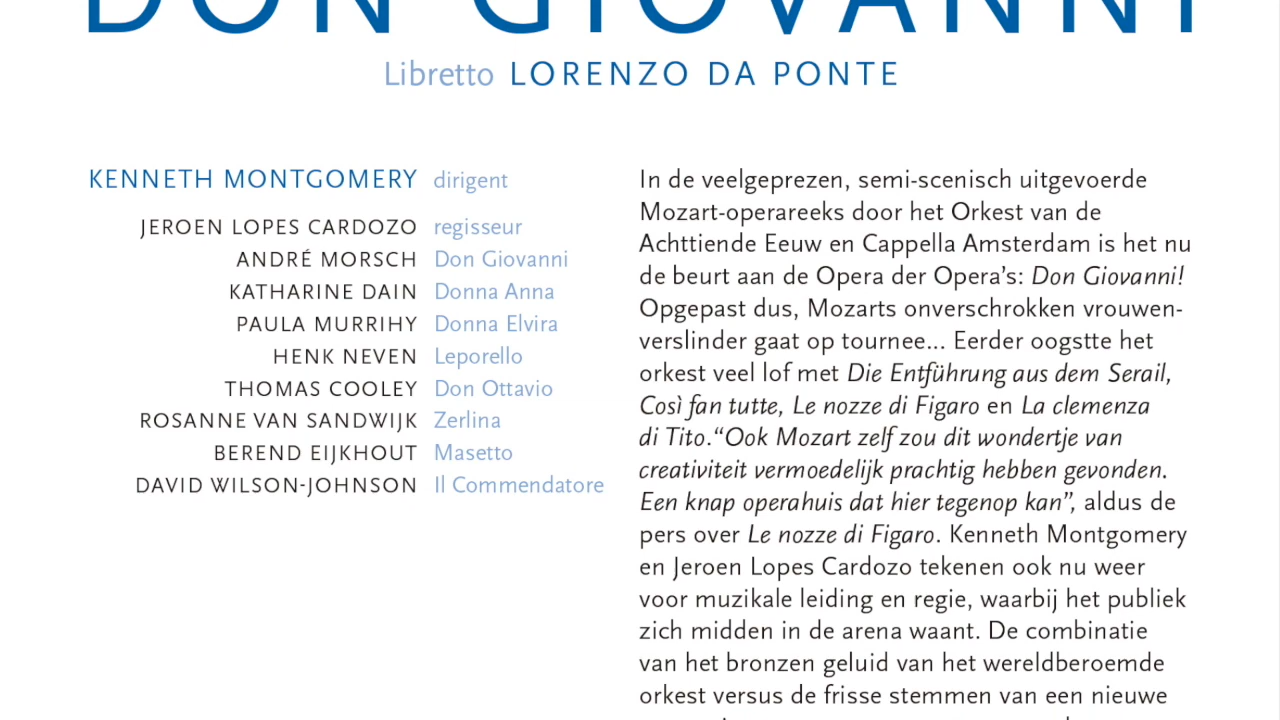 DON GIOVANNI
Libretto LORENZO DA PONTE
KENNETH MONTGOMERY dirigent
JEROEN LOPES CARDOZO regisseur
ANDRÉ MORSCH Don Giovanni
KATHARINE DAIN Donna Anna
PAULA MURRIHY Donna Elvira
HENK NEVEN Leporello
THOMAS COOLEY Don Ottavio
ROSANNE VAN SANDWIJK Zerlina
BEREND EIJKHOUT Masetto
DAVID WILSON-JOHNSON Il Commendatore
In de veelgeprezen, semi-scenisch uitgevoerde
Mozart-operareeks door het Orkest van de
Achttiende Eeuw en Cappella Amsterdam is het nu
de beurt aan de Opera der Opera’s: Don Giovanni!
Opgepast dus, Mozarts onverschrokken vrouwen-
verslinder gaat op tournee... Eerder oogstte het
orkest veel lof met Die Entführung aus dem Serail,
Così fan tutte, Le nozze di Figaro en La clemenza
di Tito.“Ook Mozart zelf zou dit wondertje van
creativiteit vermoedelijk prachtig hebben gevonden.
Een knap operahuis dat hier tegenop kan”, aldus de
pers over Le nozze di Figaro. Kenneth Montgomery
en Jeroen Lopes Cardozo tekenen ook nu weer
voor muzikale leiding en regie, waarbij het publiek
zich midden in de arena waant. De combinatie
van het bronzen geluid van het wereldberoemde
orkest versus de frisse stemmen van een nieuwe